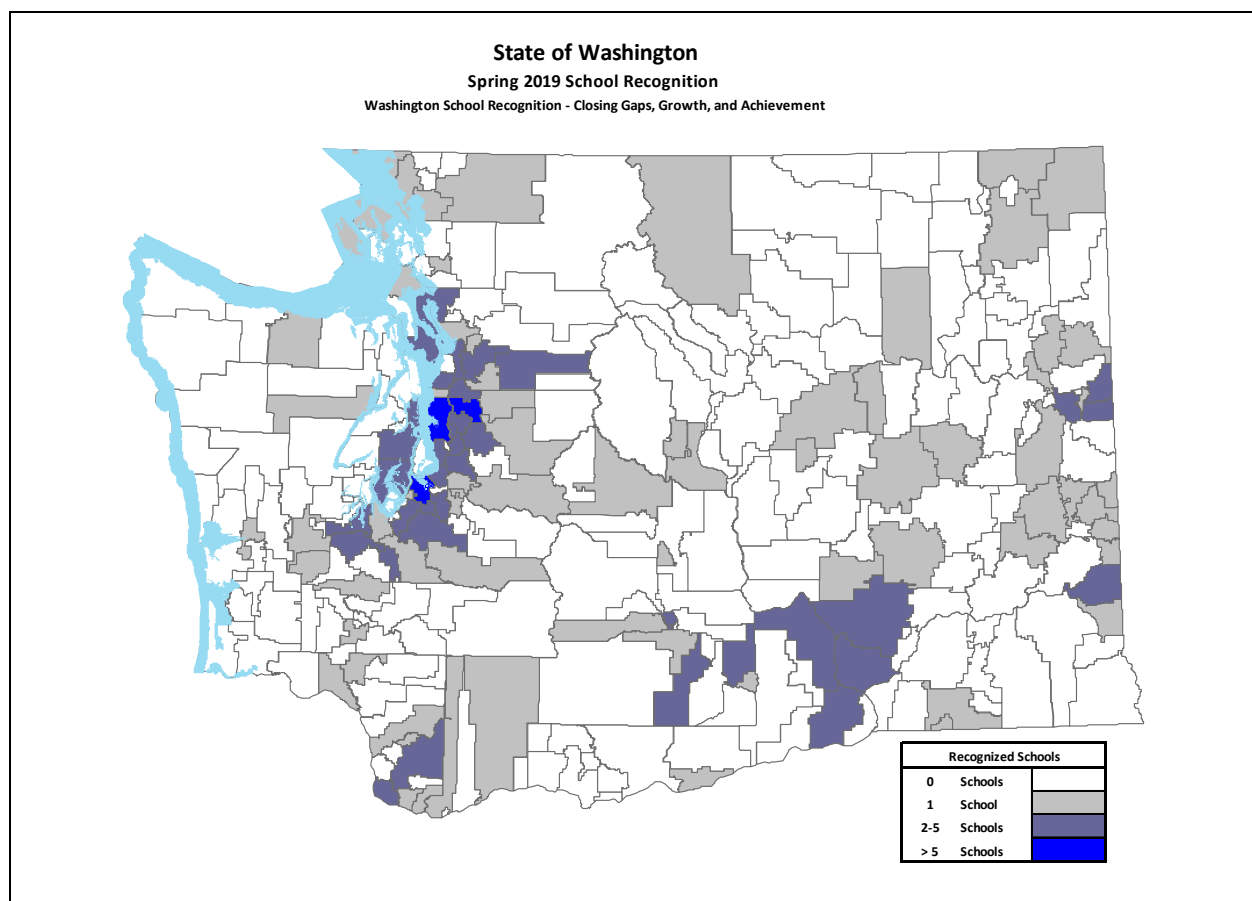 State of Washington
Spring 2019 School Recognition
Washington School Recognition - Closing Gaps, Growth, and Achievement
Recognized Schools
0 Schools
1 School
2-5 Schools
> 5 Schools